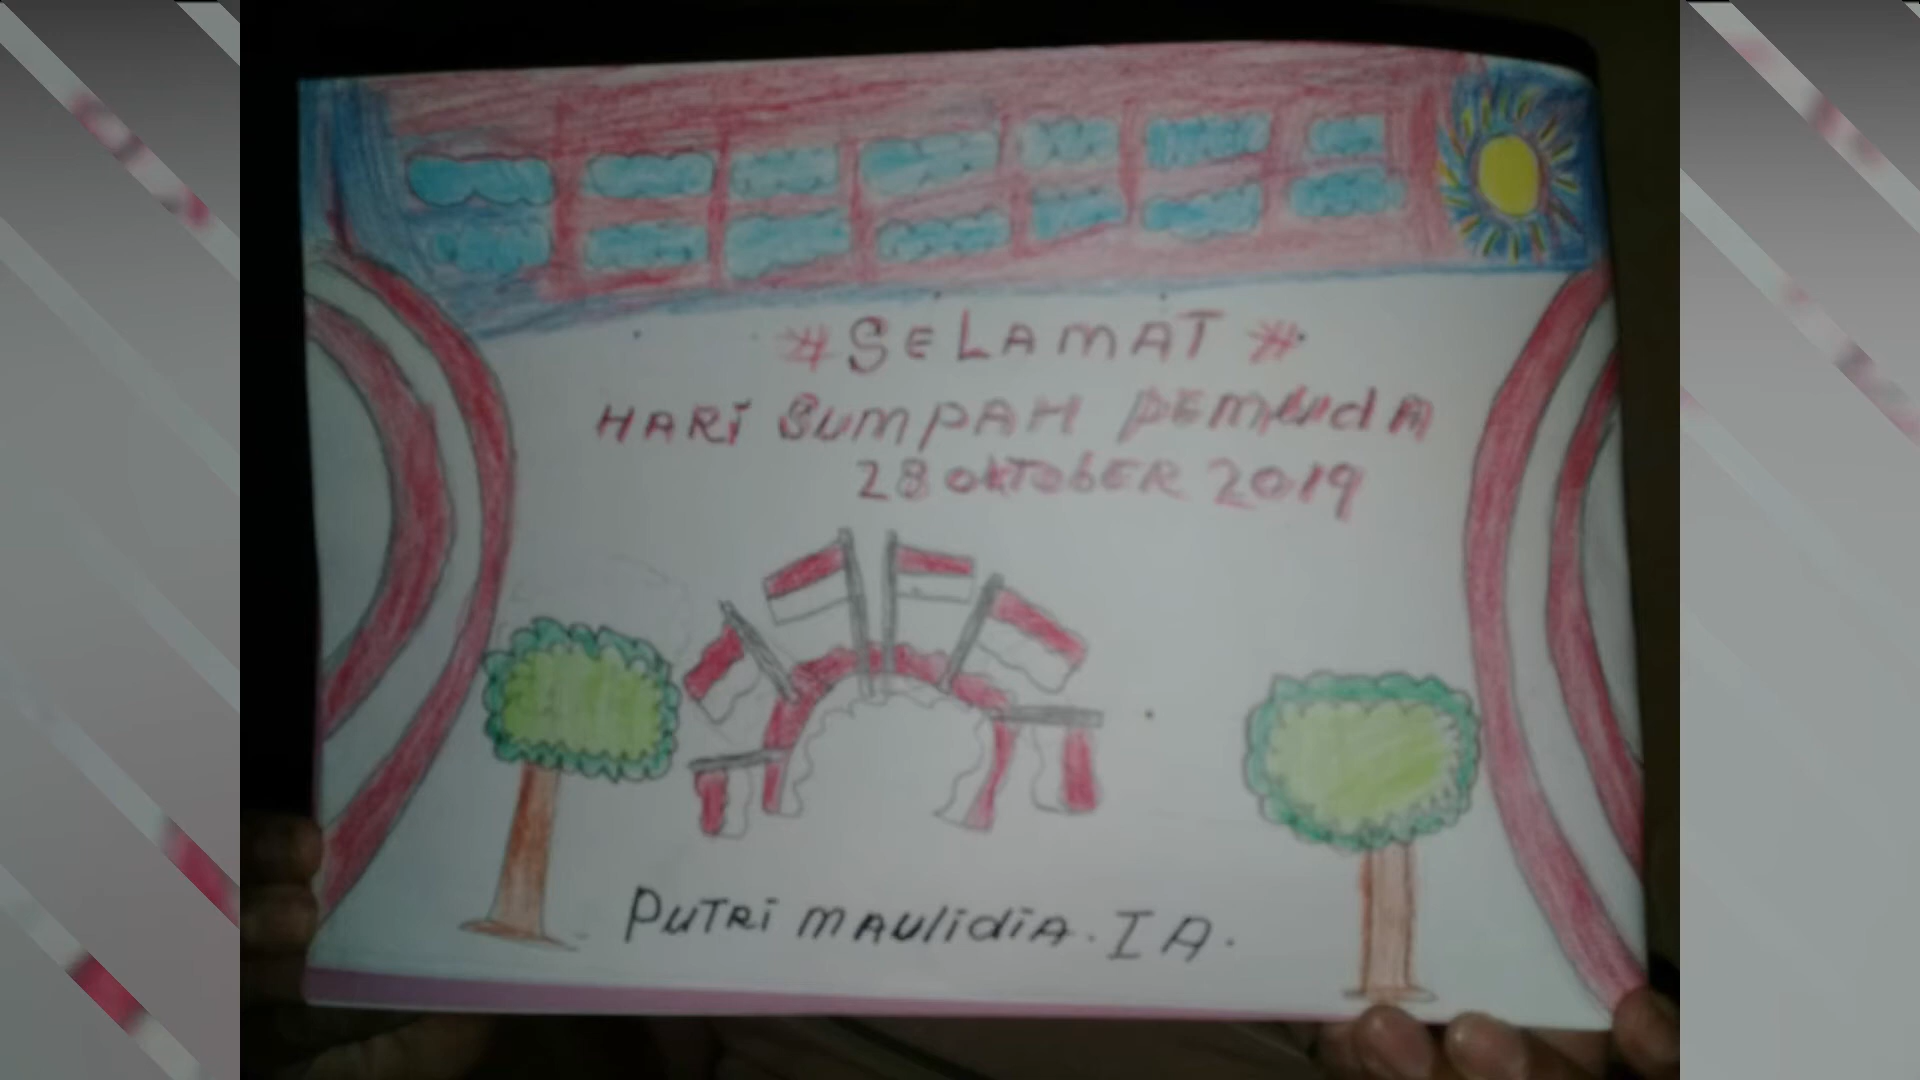 # SELAMAT #
HARi SUMPAH PEMUdA
28 OKTObER 2019
PUTRi MAUlidiA. I A.